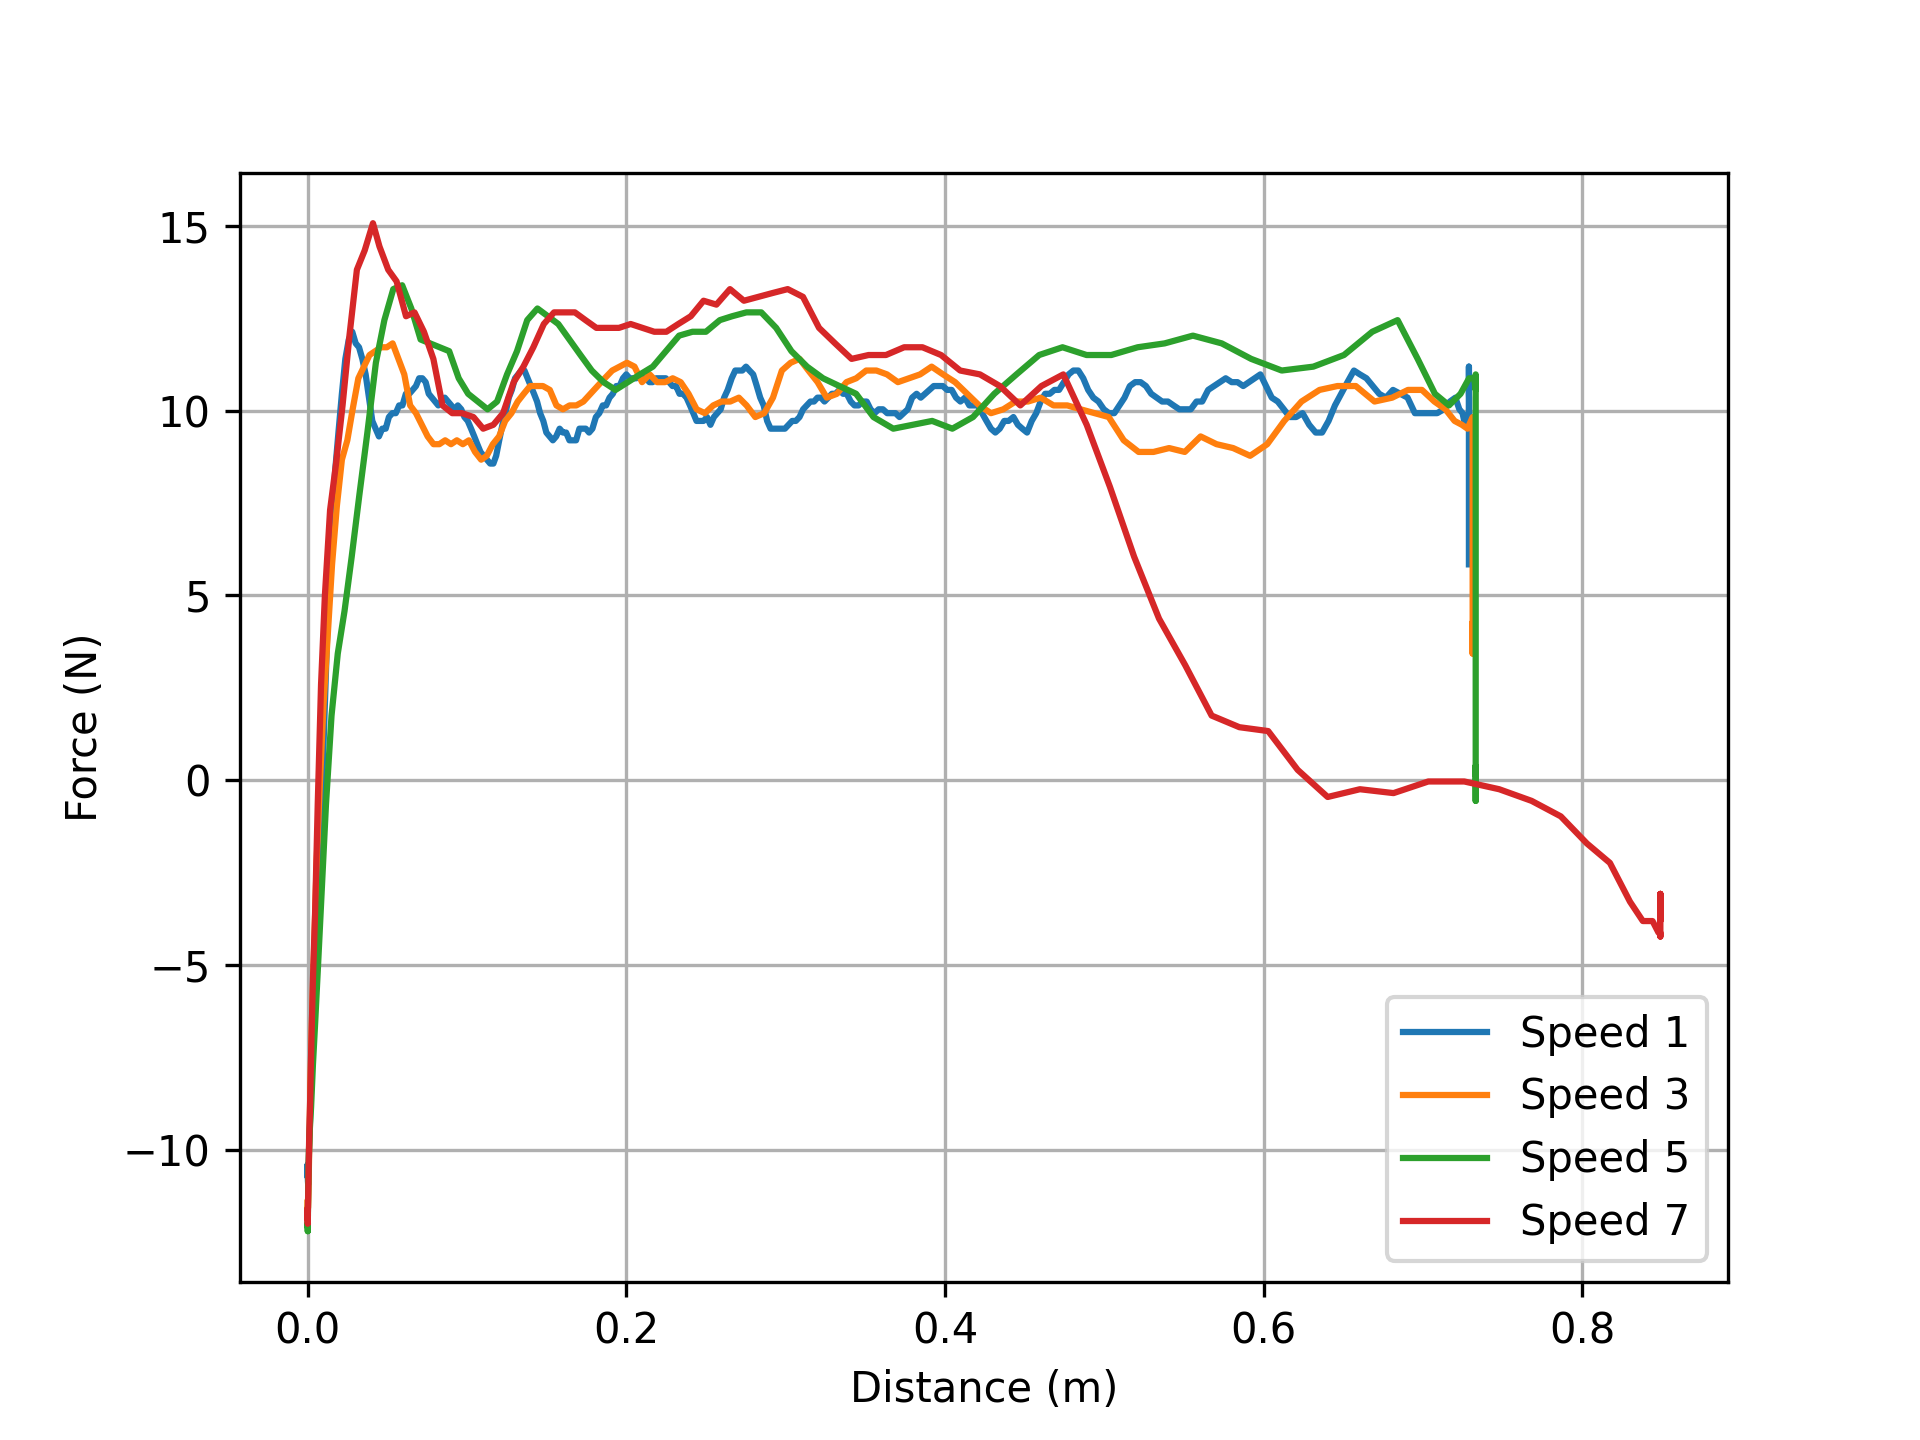 15
10
5
0
−5
−10
Force (N)
0.0 0.2 0.4 0.6 0.8
Distance (m)
Speed 1
Speed 3
Speed 5
Speed 7